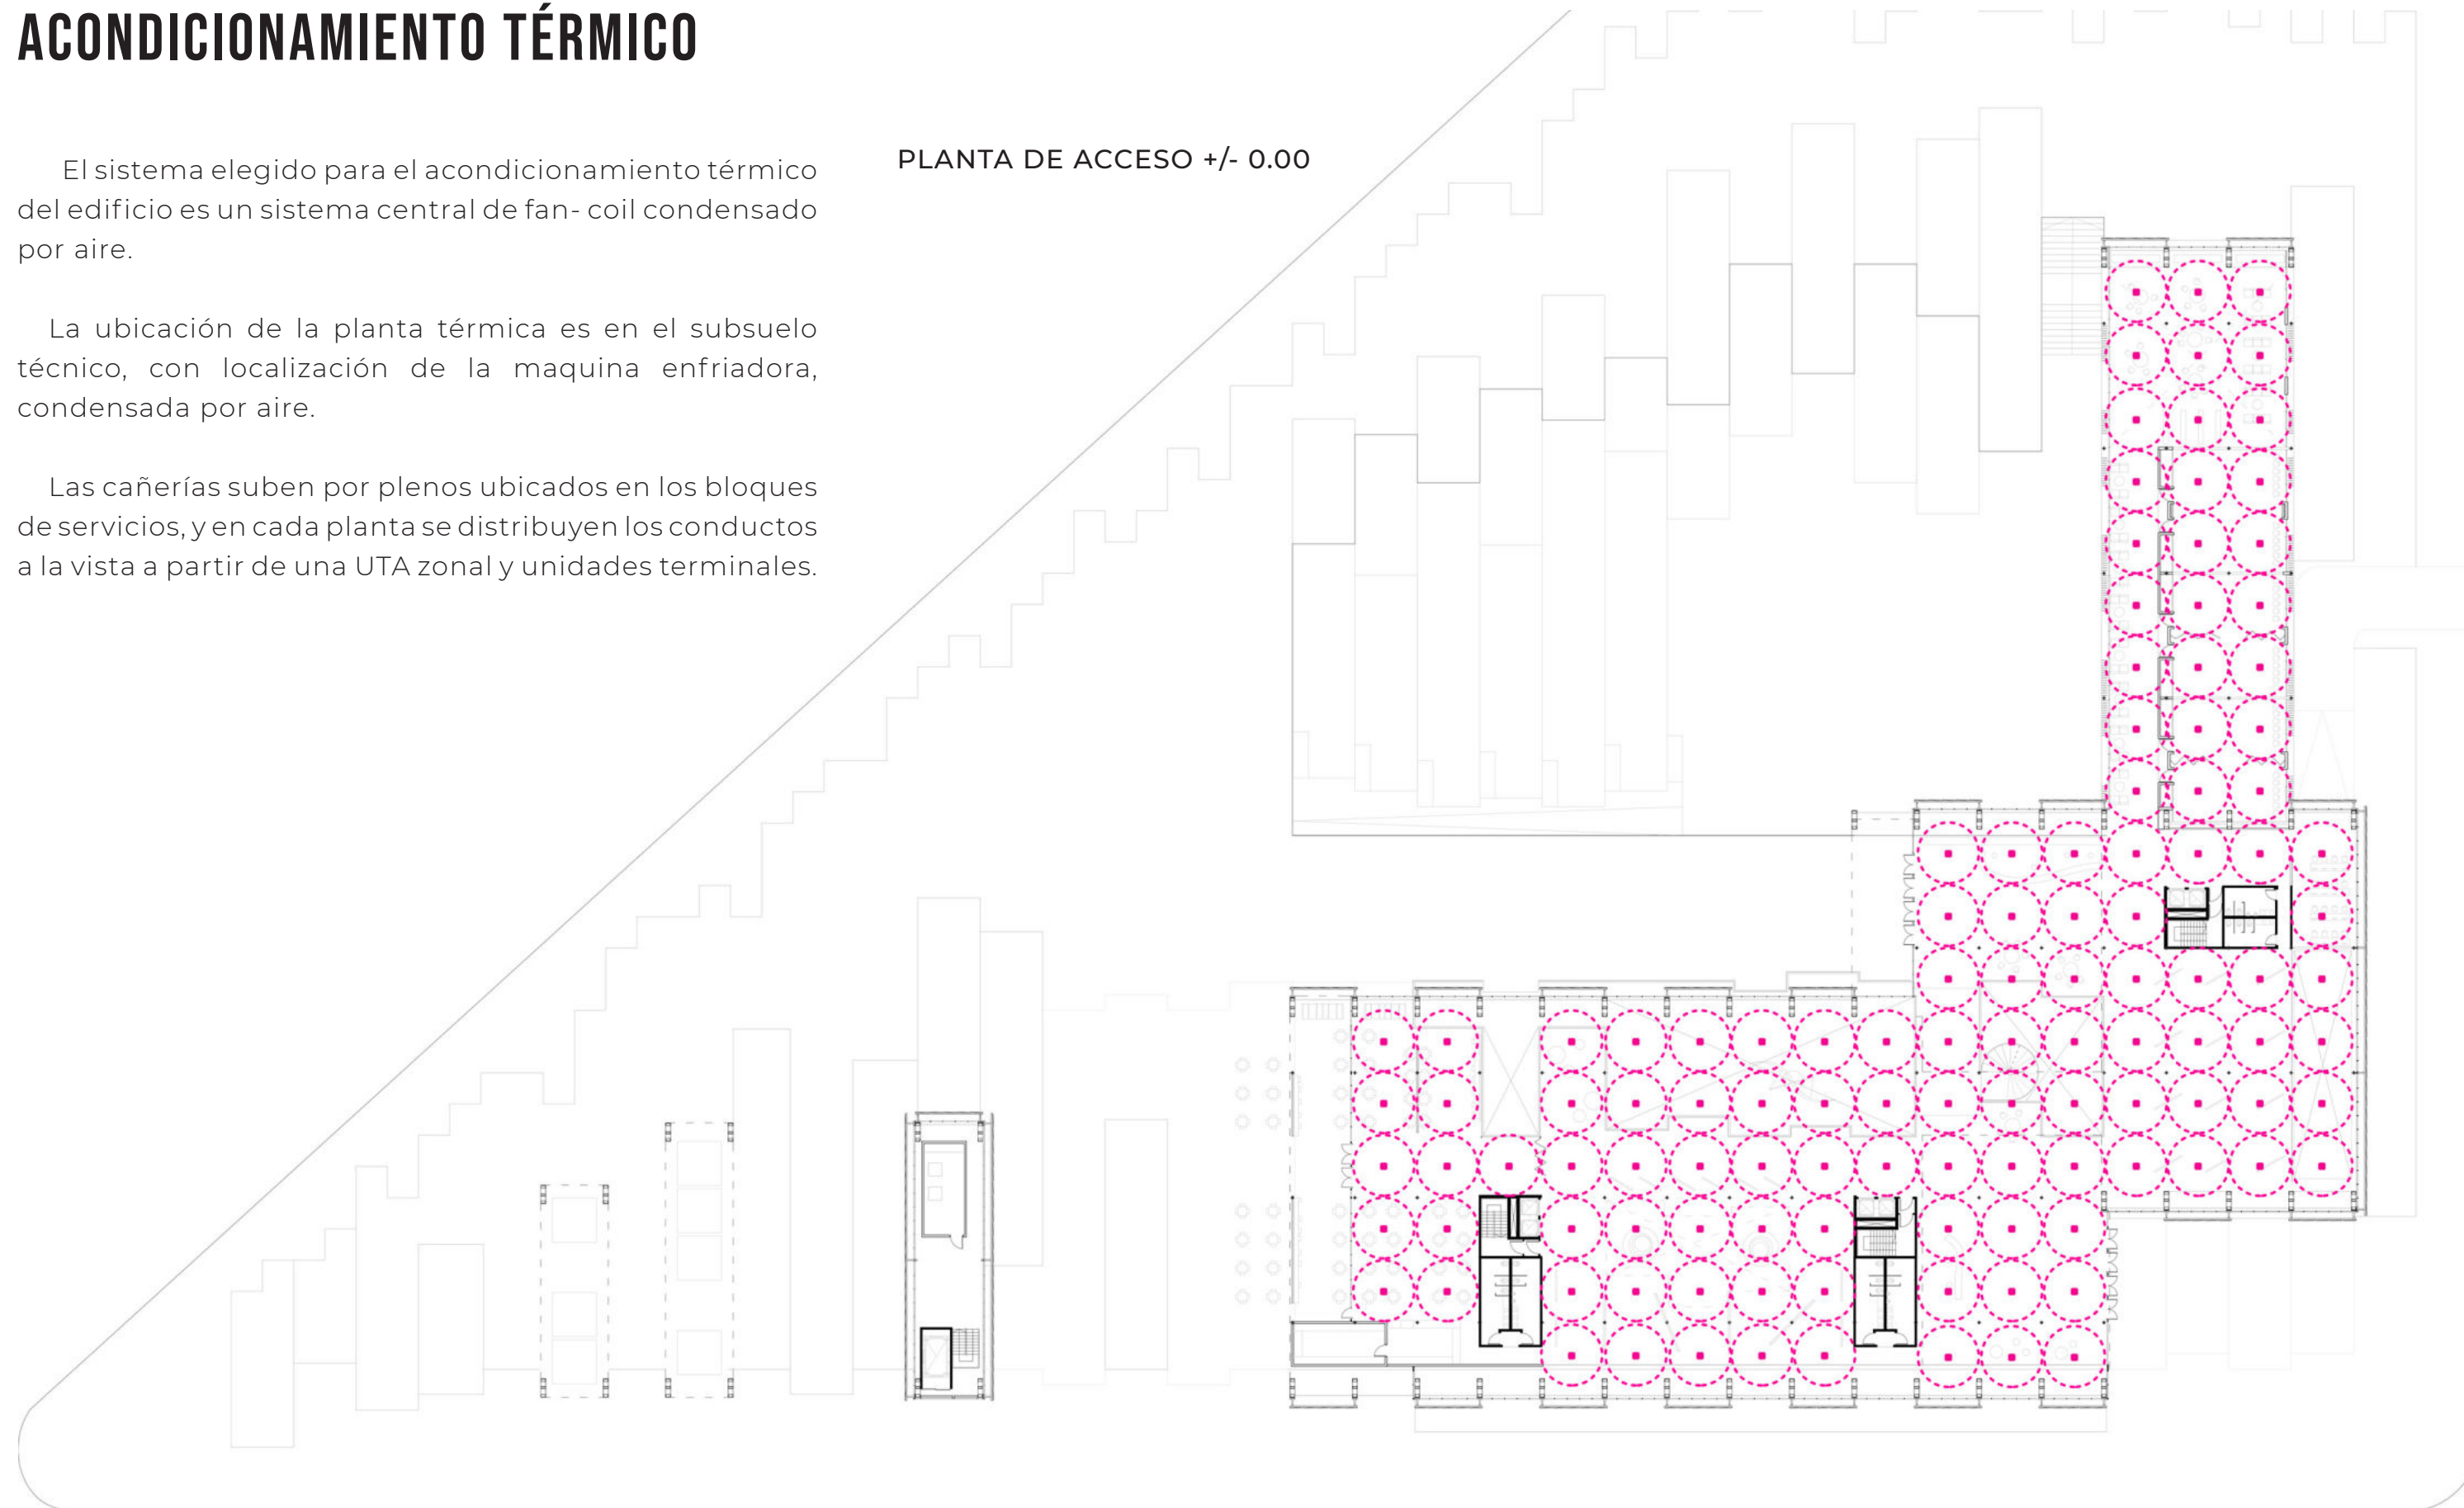 ACONDICIONAMIENTO TÉRMICO
El sistema elegido para el acondicionamiento térmico
del edificio es un sistema central de fan- coil condensado
por aire.
La ubicación de la planta térmica es en el subsuelo
técnico, con localización de la maquina enfriadora,
condensada por aire.
Las cañerías suben por plenos ubicados en los bloques
de servicios, y en cada planta se distribuyen los conductos
a la vista a partir de una UTA zonal y unidades terminales.
PLANTA DE ACCESO +/- 0.00